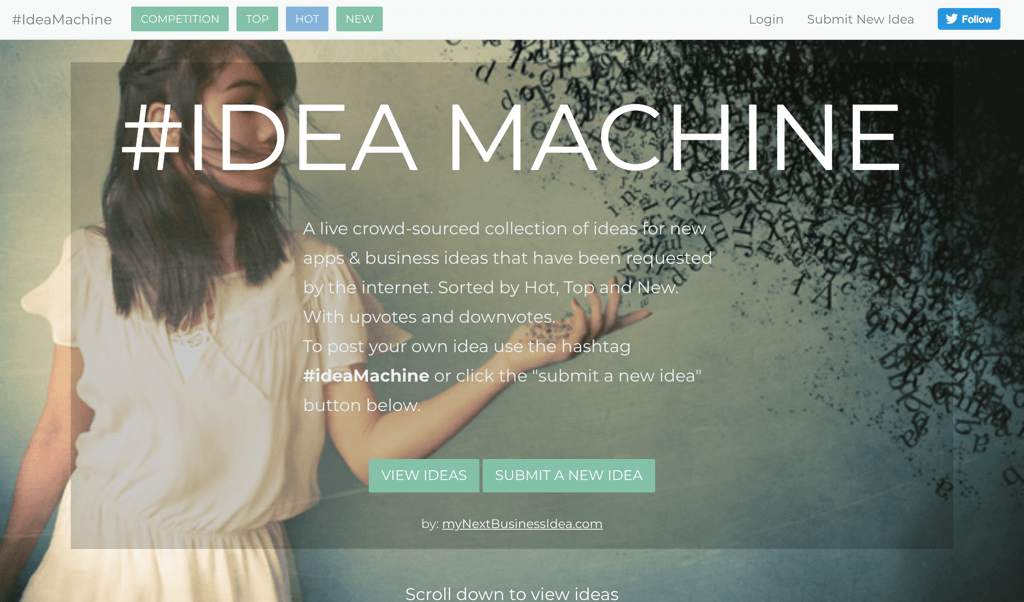 #IdeaMachine
COMPETITION
TOP
HOT
NEW
Login
Submit New Idea
Follow
#IDEA MACHINE
A live crowd-sourced collection of ideas for new
apps & business ideas that have been requested
by the internet. Sorted by Hot, Top and New.
With upvotes and downvotes.
To post your own idea use the hashtag
#ideaMachine or click the "submit a new idea"
button below.
VIEW IDEAS
SUBMIT A NEW IDEA
by: myNextBusinessIdea.com
Scroll down to view ideas